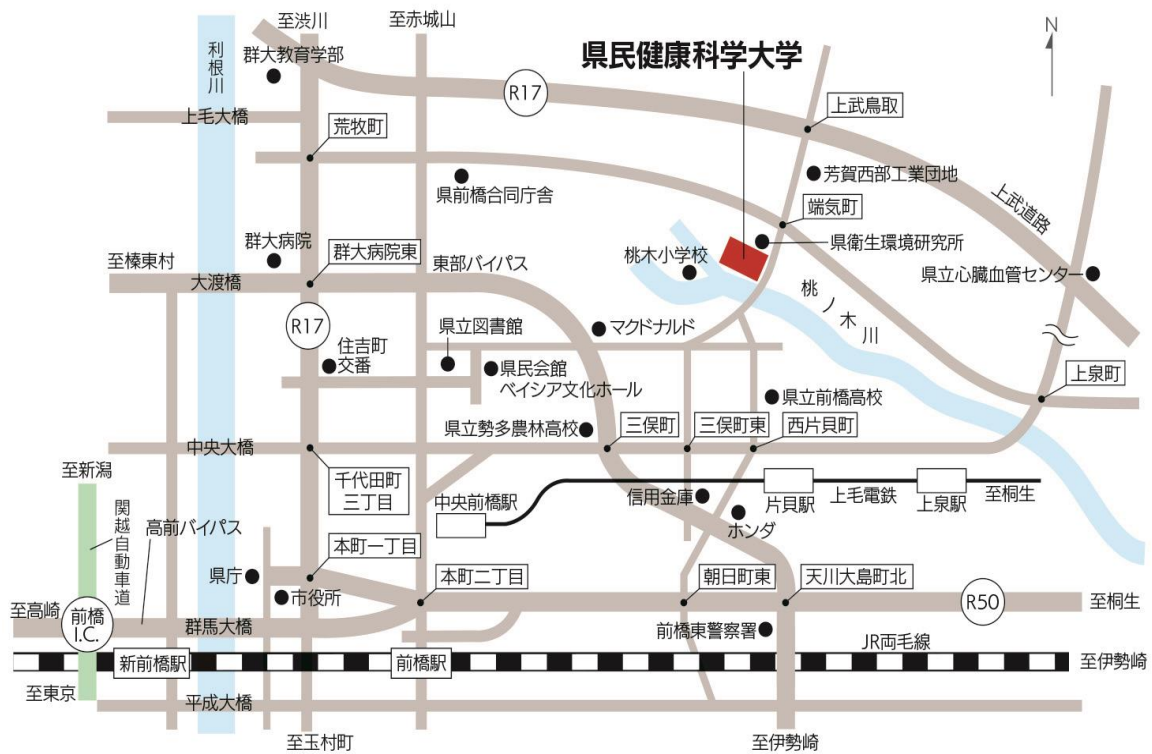 至渋川
至赤城山
N
利根川
群大教育学部
県民健康科学大学
R17
上武鳥取
上毛大橋
荒牧町
芳賀西部工業団地
県前橋合同庁舎
端気町
上武道路
群大病院
群大病院東
東部バイパス
桃木小学校
県衛生環境研究所
至榛東村
大渡橋
県立心臓血管センター
桃ノ木川
R17
県立図書館
マクドナルド
住吉町
交番
県民会館
ベイシア文化ホール
上泉町
県立前橋高校
県立勢多農林高校
三俣町
三俣町東
西片貝町
中央大橋
至新潟
千代田町
三丁目
中央前橋駅
信用金庫
片貝駅
上毛電鉄
上泉駅
至桐生
ホンダ
関越自動車道
高前バイパス
本町一丁目
県庁
市役所
本町二丁目
朝日町東
天川大島町北
R50
至桐生
至高崎
前橋
I.C.
群馬大橋
前橋東警察署
JR両毛線
新前橋駅
前橋駅
至伊勢崎
至東京
平成大橋
至玉村町
至伊勢崎